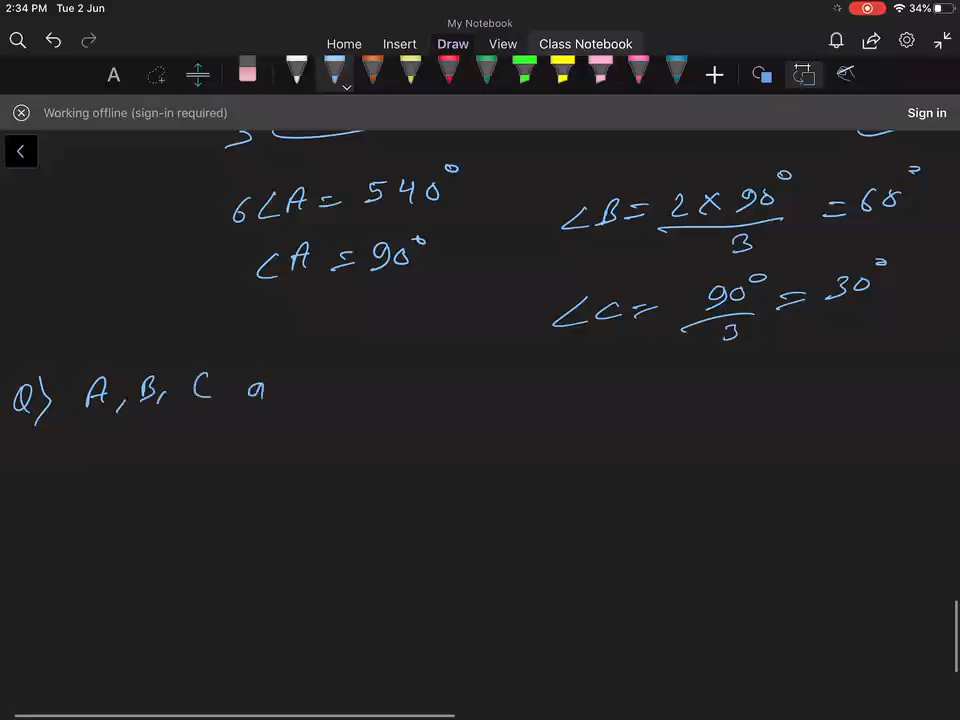 2:34 PM Tue 2 Jun
34%
My Notebook
Home Insert Draw View Class Notebook
A
Working offline (sign-in required) Sign in
6∠A = 540°
∠A = 90°
∠B = 2 × 90° / 3 = 60°
∠C = 90° / 3 = 30°
Q) A, B, C a